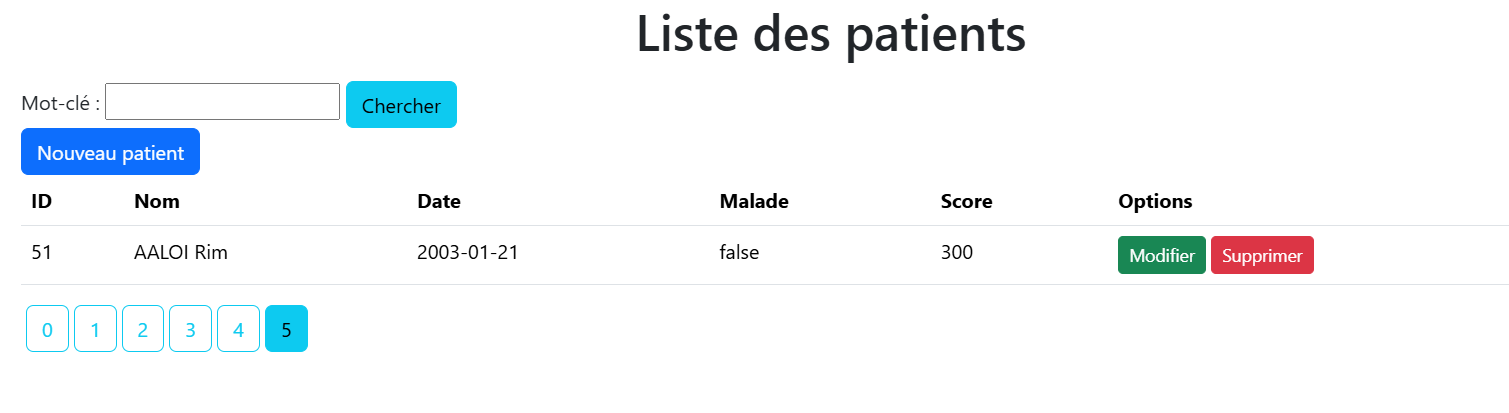 Liste des patients
Mot-clé : Chercher
Nouveau patient
ID Nom Date Malade Score Options
51 AALOI Rim 2003-01-21 false 300 Modifier Supprimer
0 1 2 3 4 5